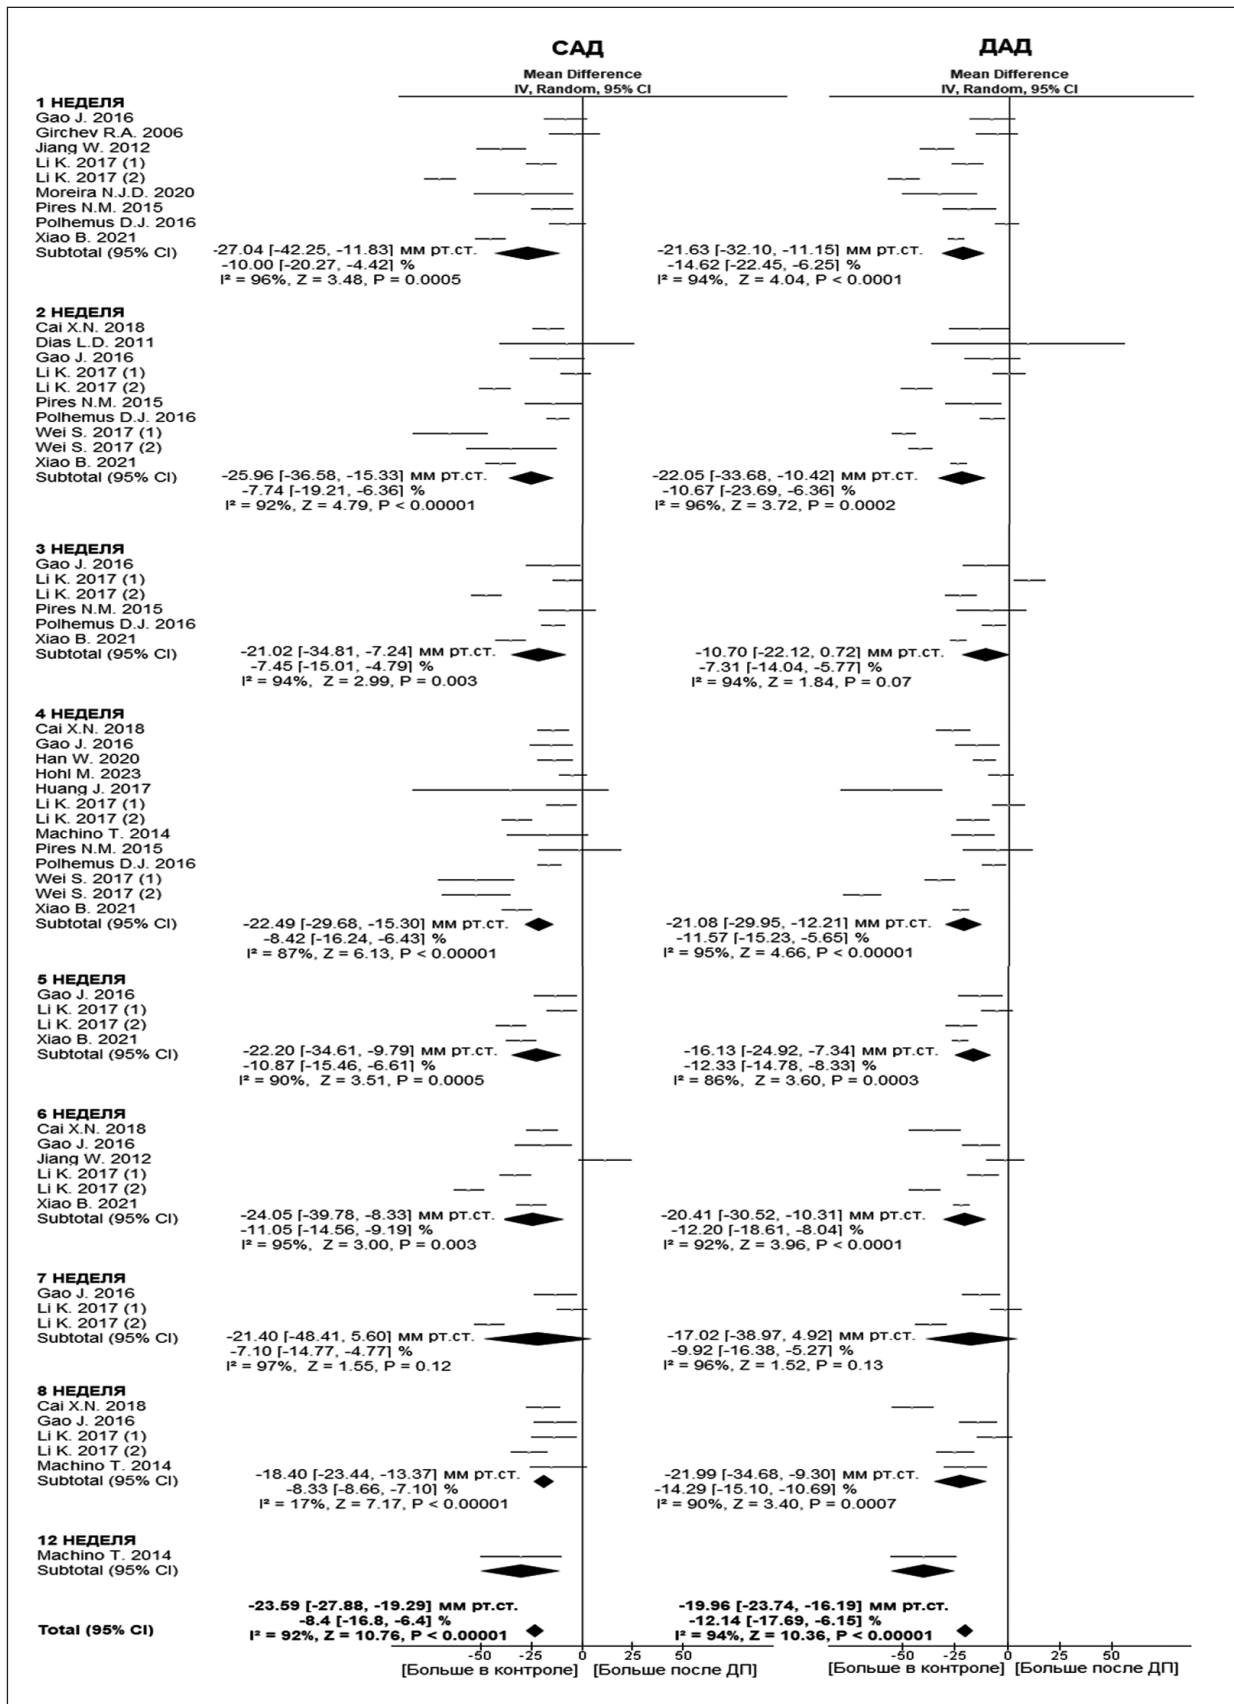 САД ДАД
Mean Difference Mean Difference
IV, Random, 95% CI IV, Random, 95% CI
1 НЕДЕЛЯ
Gao J. 2016
Girchev R.A. 2006
Jiang W. 2012
Li K. 2017 (1)
Li K. 2017 (2)
Moreira N.J.D. 2020
Pires N.M. 2015
Polhemus D.J. 2016
Xiao B. 2021
Subtotal (95% CI) -27.04 [-42.25, -11.83] мм рт.ст. -21.63 [-32.10, -11.15] мм рт.ст.
-10.00 [-20.27, -4.42] % -14.62 [-22.45, -6.25] %
I² = 96%, Z = 3.48, P = 0.0005 I² = 94%, Z = 4.04, P < 0.0001
2 НЕДЕЛЯ
Cai X.N. 2018
Dias L.D. 2011
Gao J. 2016
Li K. 2017 (1)
Li K. 2017 (2)
Pires N.M. 2015
Polhemus D.J. 2016
Wei S. 2017 (1)
Wei S. 2017 (2)
Xiao B. 2021
Subtotal (95% CI) -25.96 [-36.58, -15.33] мм рт.ст. -22.05 [-33.68, -10.42] мм рт.ст.
-7.74 [-19.21, -6.36] % -10.67 [-23.69, -6.36] %
I² = 92%, Z = 4.79, P < 0.00001 I² = 96%, Z = 3.72, P = 0.0002
3 НЕДЕЛЯ
Gao J. 2016
Li K. 2017 (1)
Li K. 2017 (2)
Pires N.M. 2015
Polhemus D.J. 2016
Xiao B. 2021
Subtotal (95% CI) -21.02 [-34.81, -7.24] мм рт.ст. -10.70 [-22.12, 0.72] мм рт.ст.
-7.45 [-15.01, -4.79] % -7.31 [-14.04, -5.77] %
I² = 94%, Z = 2.99, P = 0.003 I² = 94%, Z = 1.84, P = 0.07
4 НЕДЕЛЯ
Cai X.N. 2018
Gao J. 2016
Han W. 2020
Hohl M. 2023
Huang J. 2017
Li K. 2017 (1)
Li K. 2017 (2)
Machino T. 2014
Pires N.M. 2015
Polhemus D.J. 2016
Wei S. 2017 (1)
Wei S. 2017 (2)
Xiao B. 2021
Subtotal (95% CI) -22.49 [-29.68, -15.30] мм рт.ст. -21.08 [-29.95, -12.21] мм рт.ст.
-8.42 [-16.24, -6.43] % -11.57 [-15.23, -5.65] %
I² = 87%, Z = 6.13, P < 0.00001 I² = 95%, Z = 4.66, P < 0.00001
5 НЕДЕЛЯ
Gao J. 2016
Li K. 2017 (1)
Li K. 2017 (2)
Xiao B. 2021
Subtotal (95% CI) -22.20 [-34.61, -9.79] мм рт.ст. -16.13 [-24.92, -7.34] мм рт.ст.
-10.87 [-15.46, -6.61] % -12.33 [-14.78, -8.33] %
I² = 90%, Z = 3.51, P = 0.0005 I² = 86%, Z = 3.60, P = 0.0003
6 НЕДЕЛЯ
Cai X.N. 2018
Gao J. 2016
Jiang W. 2012
Li K. 2017 (1)
Li K. 2017 (2)
Xiao B. 2021
Subtotal (95% CI) -24.05 [-39.78, -8.33] мм рт.ст. -20.41 [-30.52, -10.31] мм рт.ст.
-11.05 [-14.56, -9.19] % -12.20 [-18.61, -8.04] %
I² = 95%, Z = 3.00, P = 0.003 I² = 92%, Z = 3.96, P < 0.0001
7 НЕДЕЛЯ
Gao J. 2016
Li K. 2017 (1)
Li K. 2017 (2)
Subtotal (95% CI) -21.40 [-48.41, 5.60] мм рт.ст. -17.02 [-38.97, 4.92] мм рт.ст.
-7.10 [-14.77, -4.77] % -9.92 [-16.38, -5.27] %
I² = 97%, Z = 1.55, P = 0.12 I² = 96%, Z = 1.52, P = 0.13
8 НЕДЕЛЯ
Cai X.N. 2018
Gao J. 2016
Li K. 2017 (1)
Li K. 2017 (2)
Machino T. 2014
Subtotal (95% CI) -18.40 [-23.44, -13.37] мм рт.ст. -21.99 [-34.68, -9.30] мм рт.ст.
-8.33 [-8.66, -7.10] % -14.29 [-15.10, -10.69] %
I² = 17%, Z = 7.17, P < 0.00001 I² = 90%, Z = 3.40, P = 0.0007
12 НЕДЕЛЯ
Machino T. 2014
Subtotal (95% CI)
-23.59 [-27.88, -19.29] мм рт.ст. -19.96 [-23.74, -16.19] мм рт.ст.
-8.4 [-16.8, -6.4] % -12.14 [-17.69, -6.15] %
Total (95% CI) I² = 92%, Z = 10.76, P < 0.00001 I² = 94%, Z = 10.36, P < 0.00001
-50 -25 0 25 50 -50 -25 0 25 50
[Больше в контроле] [Больше после ДП] [Больше в контроле] [Больше после ДП]